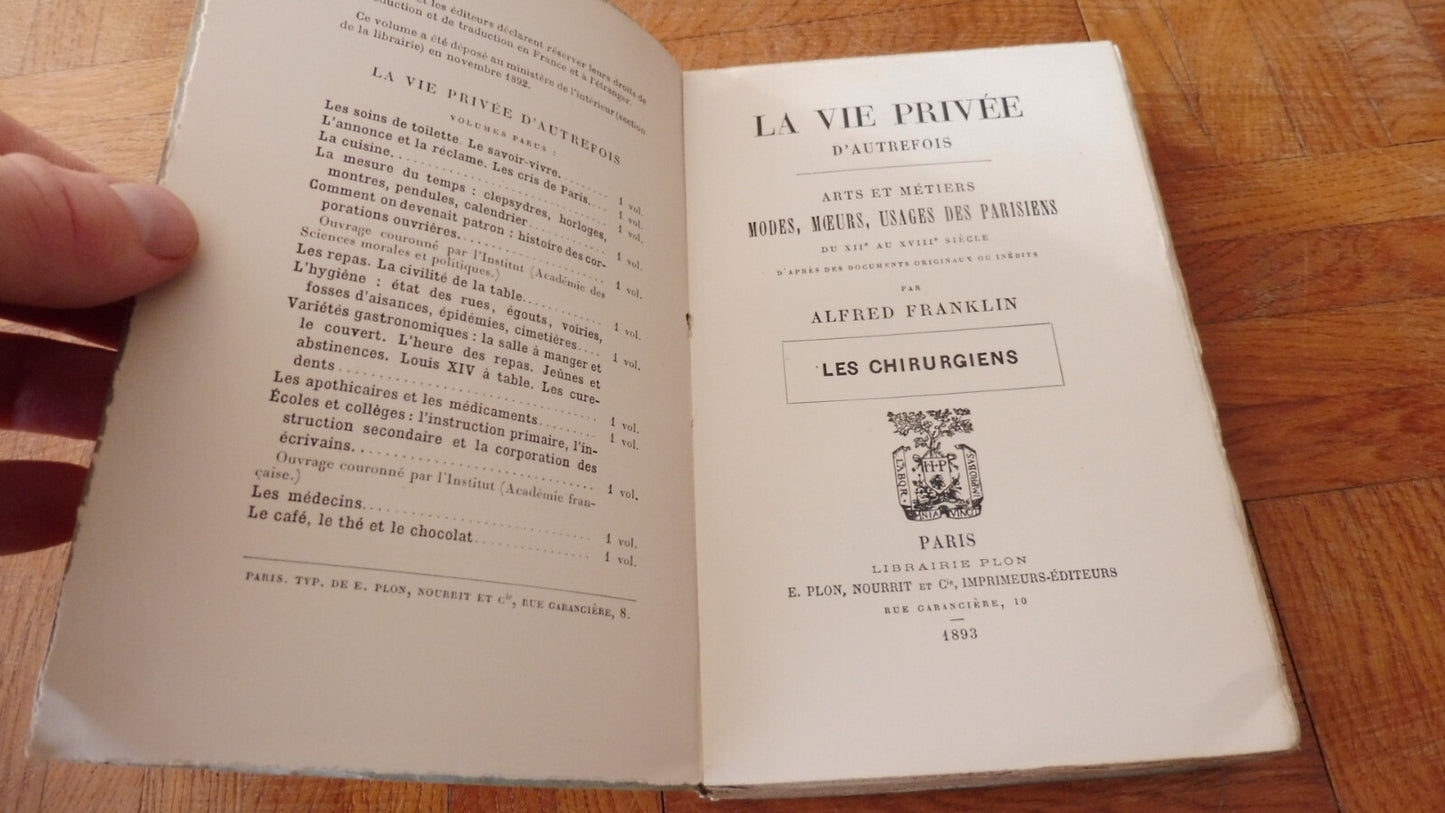 et les éditeurs déclarent réserver leurs droits de
duction et de traduction en France et à l'étranger.
Ce volume a été déposé au ministère de l'intérieur (section
de la librairie) en novembre 1892.
LA VIE PRIVÉE D'AUTREFOIS
VOLUMES PARUS :
Les soins de toilette. Le savoir-vivre........ 1 vol.
L'annonce et la réclame. Les cris de Paris.... 1 vol.
La cuisine.................... 1 vol.
La mesure du temps : clepsydres, horloges,
montres, pendules, calendrier............ 1 vol.
Comment on devenait patron : histoire des cor-
porations ouvrières.................... 1 vol.
Ouvrage couronné par l'Institut (Académie des
Sciences morales et politiques.)
Les repas. La civilité de la table............ 1 vol.
L'hygiène : état des rues, égouts, voiries,
fosses d'aisances, épidémies, cimetières.... 1 vol.
Variétés gastronomiques : la salle à manger et
le couvert. L'heure des repas. Jeûnes et
abstinences. Louis XIV à table. Les cure-
dents.................... 1 vol.
Les apothicaires et les médicaments......... 1 vol.
Écoles et collèges : l'instruction primaire, l'in-
struction secondaire et la corporation des
écrivains.................... 1 vol.
Ouvrage couronné par l'Institut (Académie fran-
çaise.)
Les médecins.................... 1 vol.
Le café, le thé et le chocolat............... 1 vol.
PARIS. TYP. DE E. PLON, NOURRIT ET Cie, RUE GARANCIÈRE, 8.
LA VIE PRIVÉE
D'AUTREFOIS
ARTS ET MÉTIERS
MODES, MŒURS, USAGES DES PARISIENS
DU XIIe AU XVIIIe SIÈCLE
D'APRÈS DES DOCUMENTS ORIGINAUX OU INÉDITS
PAR
ALFRED FRANKLIN
LES CHIRURGIENS
LABOR
H·P
IMPROBVS
OMNIA VINCIT
PARIS
LIBRAIRIE PLON
E. PLON, NOURRIT ET Cie, IMPRIMEURS-ÉDITEURS
RUE GARANCIÈRE, 10
1893